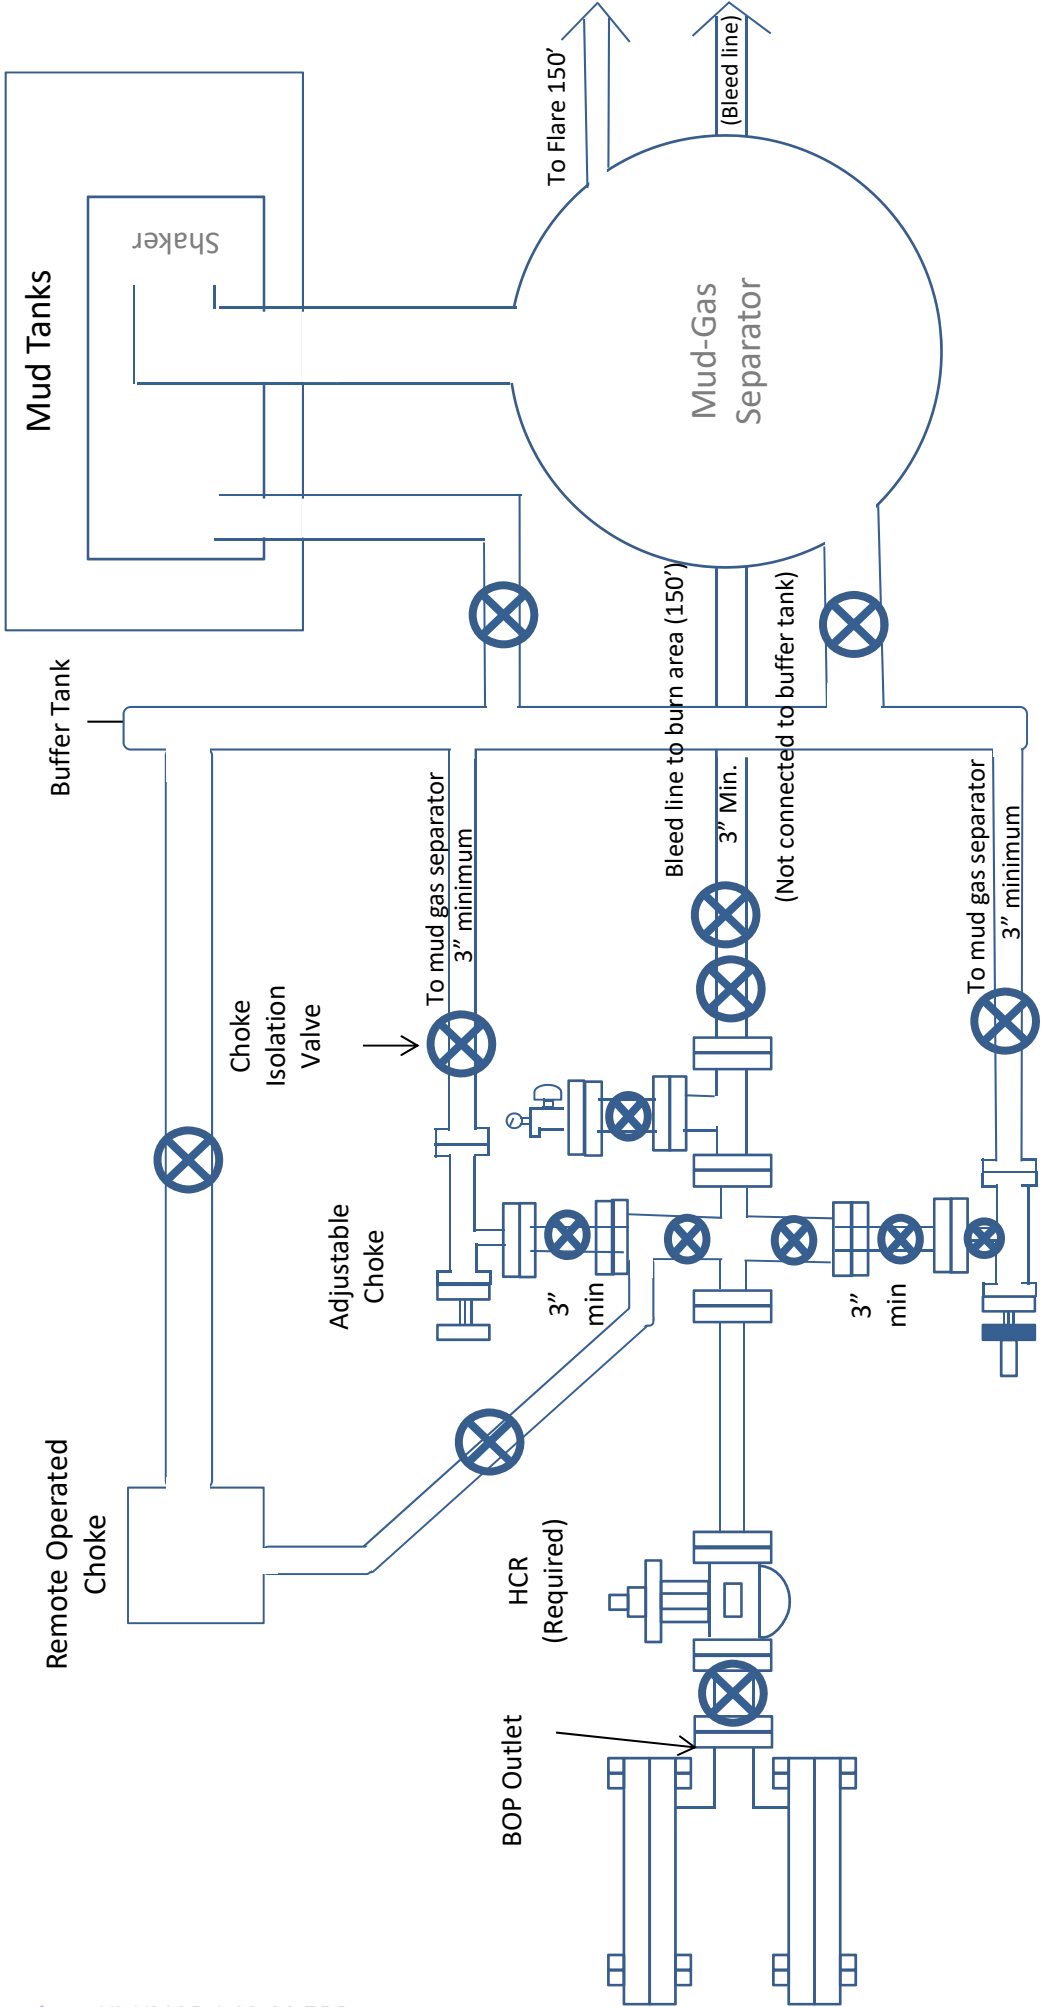 Mud Tanks
Shaker
To Flare 150’
(Bleed line)
Mud-Gas
Separator
Buffer Tank
Bleed line to burn area (150’)
3” Min.
(Not connected to buffer tank)
To mud gas separator
3” minimum
To mud gas separator
3” minimum
Choke
Isolation
Valve
Adjustable
Choke
3”
min
3”
min
Remote Operated
Choke
HCR
(Required)
BOP Outlet